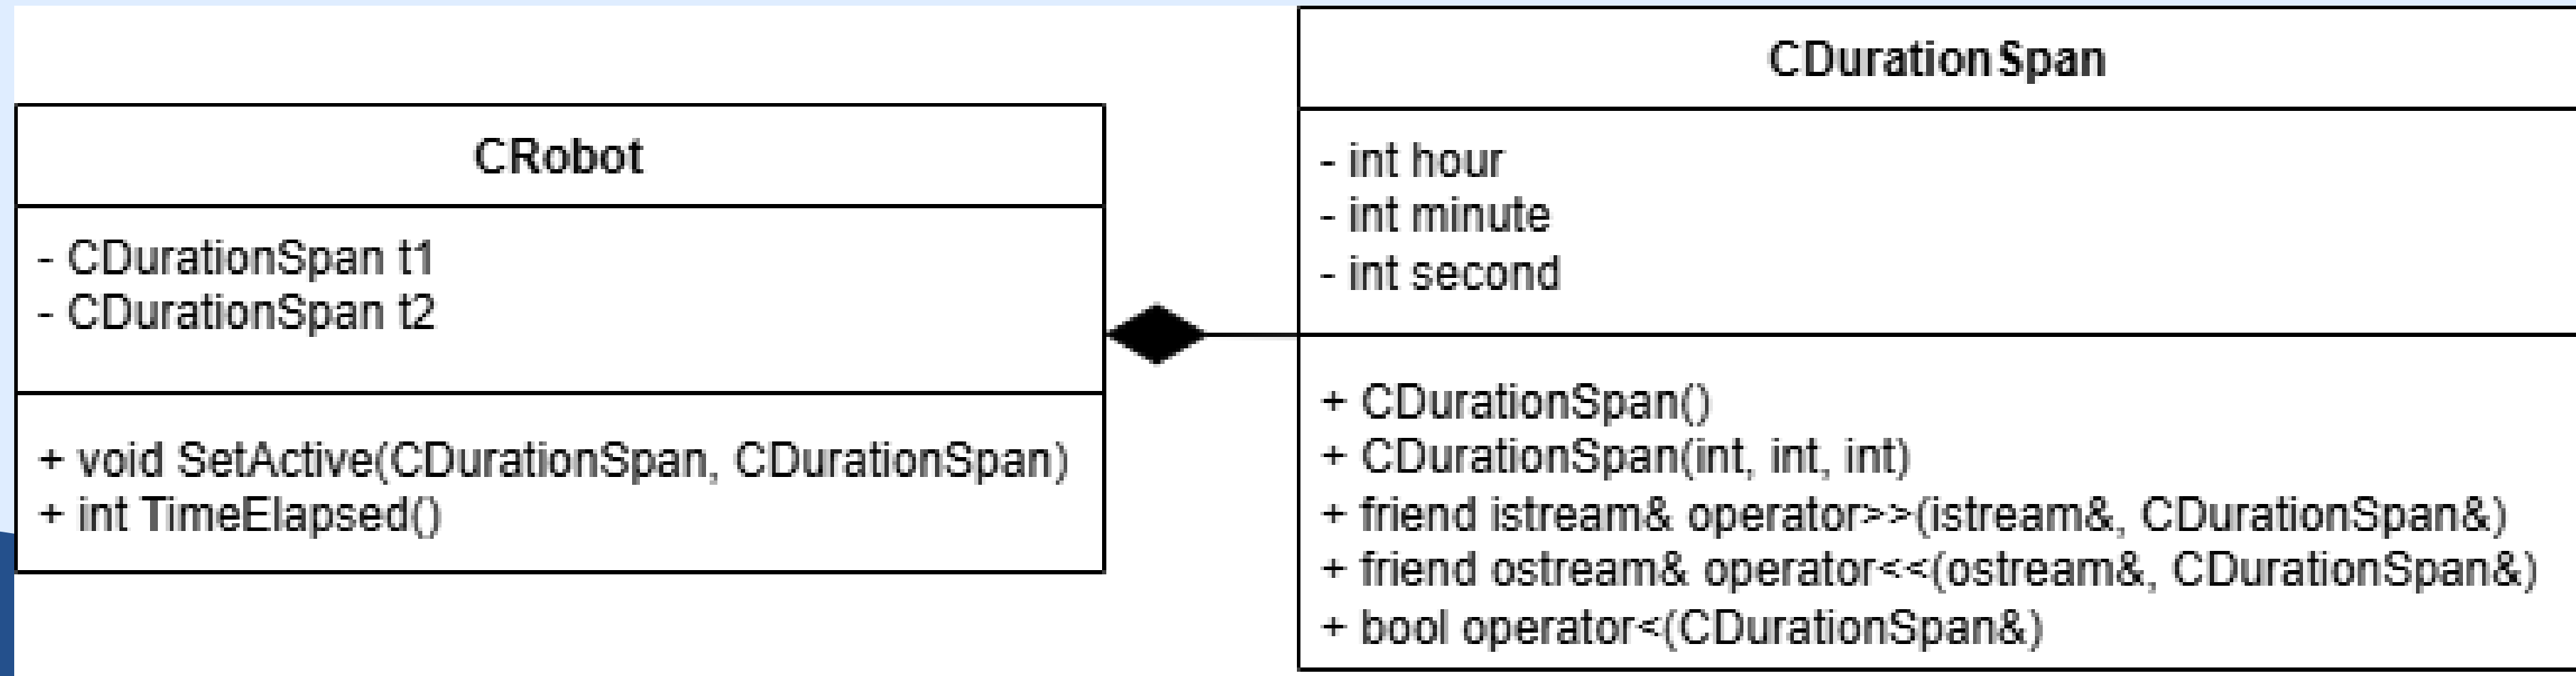 CRobot
- CDurationSpan t1
- CDurationSpan t2
+ void SetActive(CDurationSpan, CDurationSpan)
+ int TimeElapsed()
CDurationSpan
- int hour
- int minute
- int second
+ CDurationSpan()
+ CDurationSpan(int, int, int)
+ friend istream& operator>>(istream&, CDurationSpan&)
+ friend ostream& operator<<(ostream&, CDurationSpan&)
+ bool operator<(CDurationSpan&)